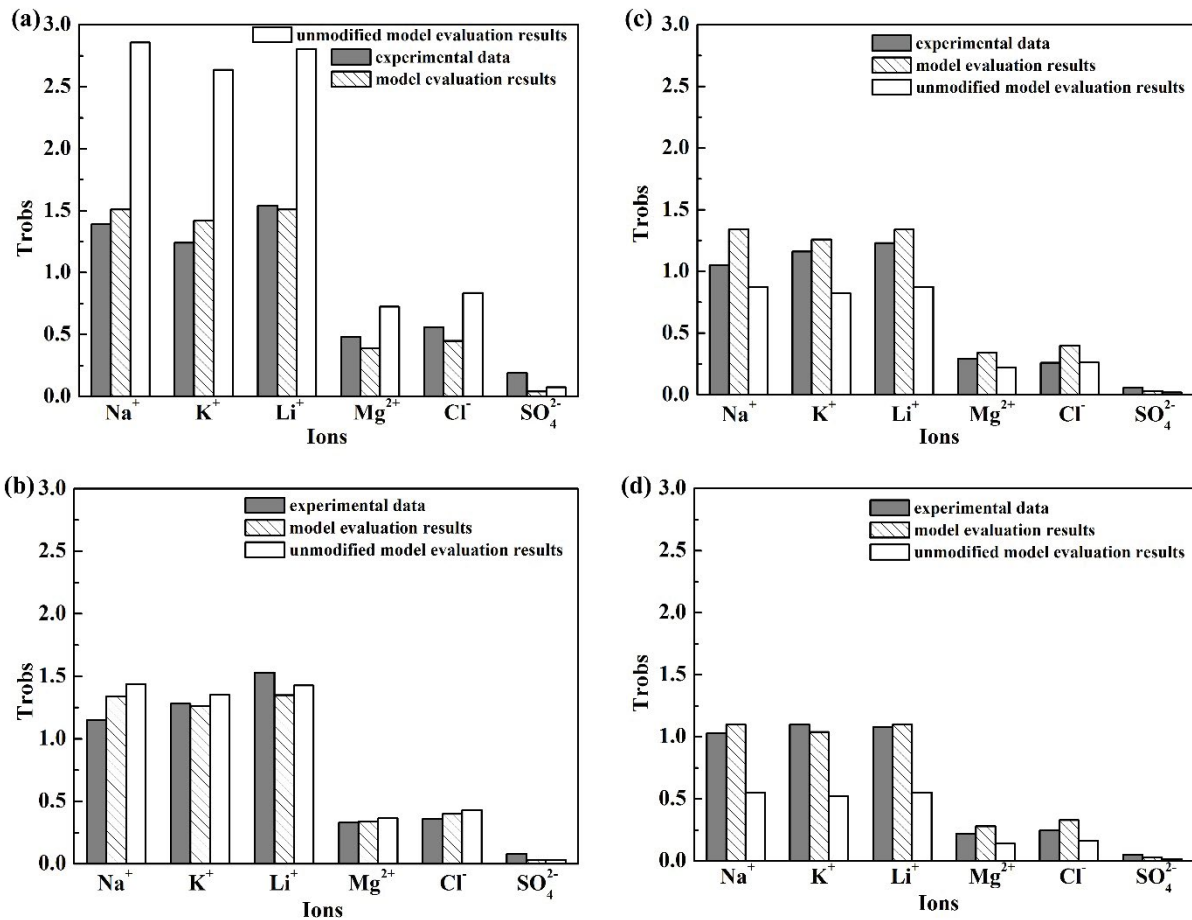 (a)
3.0
2.5
2.0
1.5
1.0
0.5
0.0
Trobs
unmodified model evaluation results
experimental data
model evaluation results
Na⁺ K⁺ Li⁺ Mg²⁺ Cl⁻ SO₄²⁻
Ions
(c)
3.0
2.5
2.0
1.5
1.0
0.5
0.0
Trobs
experimental data
model evaluation results
unmodified model evaluation results
Na⁺ K⁺ Li⁺ Mg²⁺ Cl⁻ SO₄²⁻
Ions
(b)
3.0
2.5
2.0
1.5
1.0
0.5
0.0
Trobs
experimental data
model evaluation results
unmodified model evaluation results
Na⁺ K⁺ Li⁺ Mg²⁺ Cl⁻ SO₄²⁻
Ions
(d)
3.0
2.5
2.0
1.5
1.0
0.5
0.0
Trobs
experimental data
model evaluation results
unmodified model evaluation results
Na⁺ K⁺ Li⁺ Mg²⁺ Cl⁻ SO₄²⁻
Ions